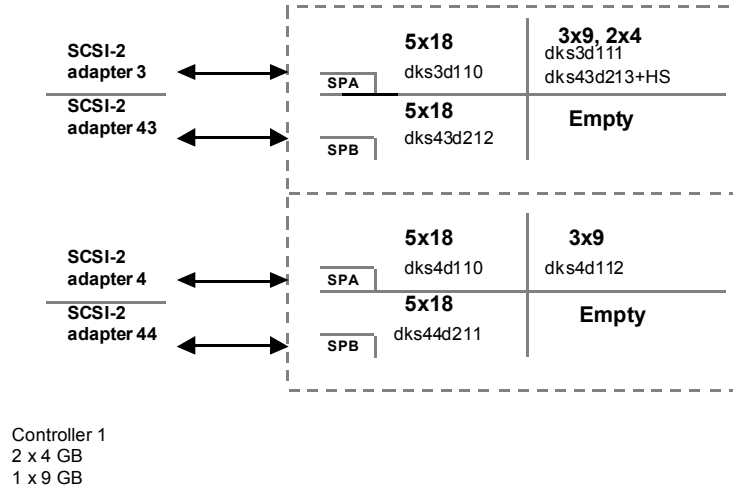 SCSI-2
adapter 3
SCSI-2
adapter 43
SPA
5x18
dks3d110
3x9, 2x4
dks3d111
dks43d213+HS
SPB
5x18
dks43d212
Empty
SCSI-2
adapter 4
SCSI-2
adapter 44
SPA
5x18
dks4d110
3x9
dks4d112
SPB
5x18
dks44d211
Empty
Controller 1
2 x 4 GB
1 x 9 GB